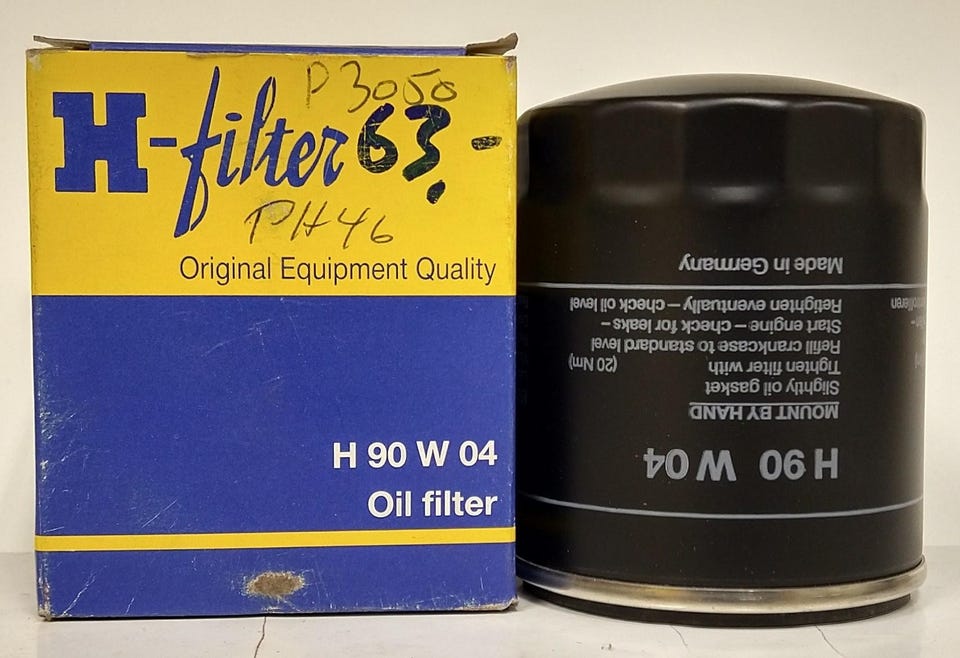 P 3050
H-filter
63,-
PH46
Original Equipment Quality
H 90 W 04
Oil filter
H 90 W 04
MOUNT BY HAND
Slightly oil gasket
Tighten filter with (20 Nm)
Refill crankcase to standard level
Start engine – check for leaks –
Retighten eventually – check oil level
Made in Germany